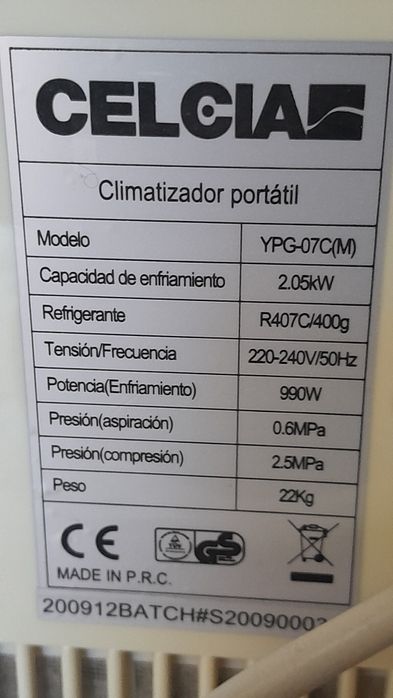 CELCIA
Climatizador portátil
Modelo YPG-07C(M)
Capacidad de enfriamiento 2.05kW
Refrigerante R407C/400g
Tensión/Frecuencia 220-240V/50Hz
Potencia(Enfriamiento) 990W
Presión(aspiración) 0.6MPa
Presión(compresión) 2.5MPa
Peso 22Kg
CE GS
MADE IN P.R.C.